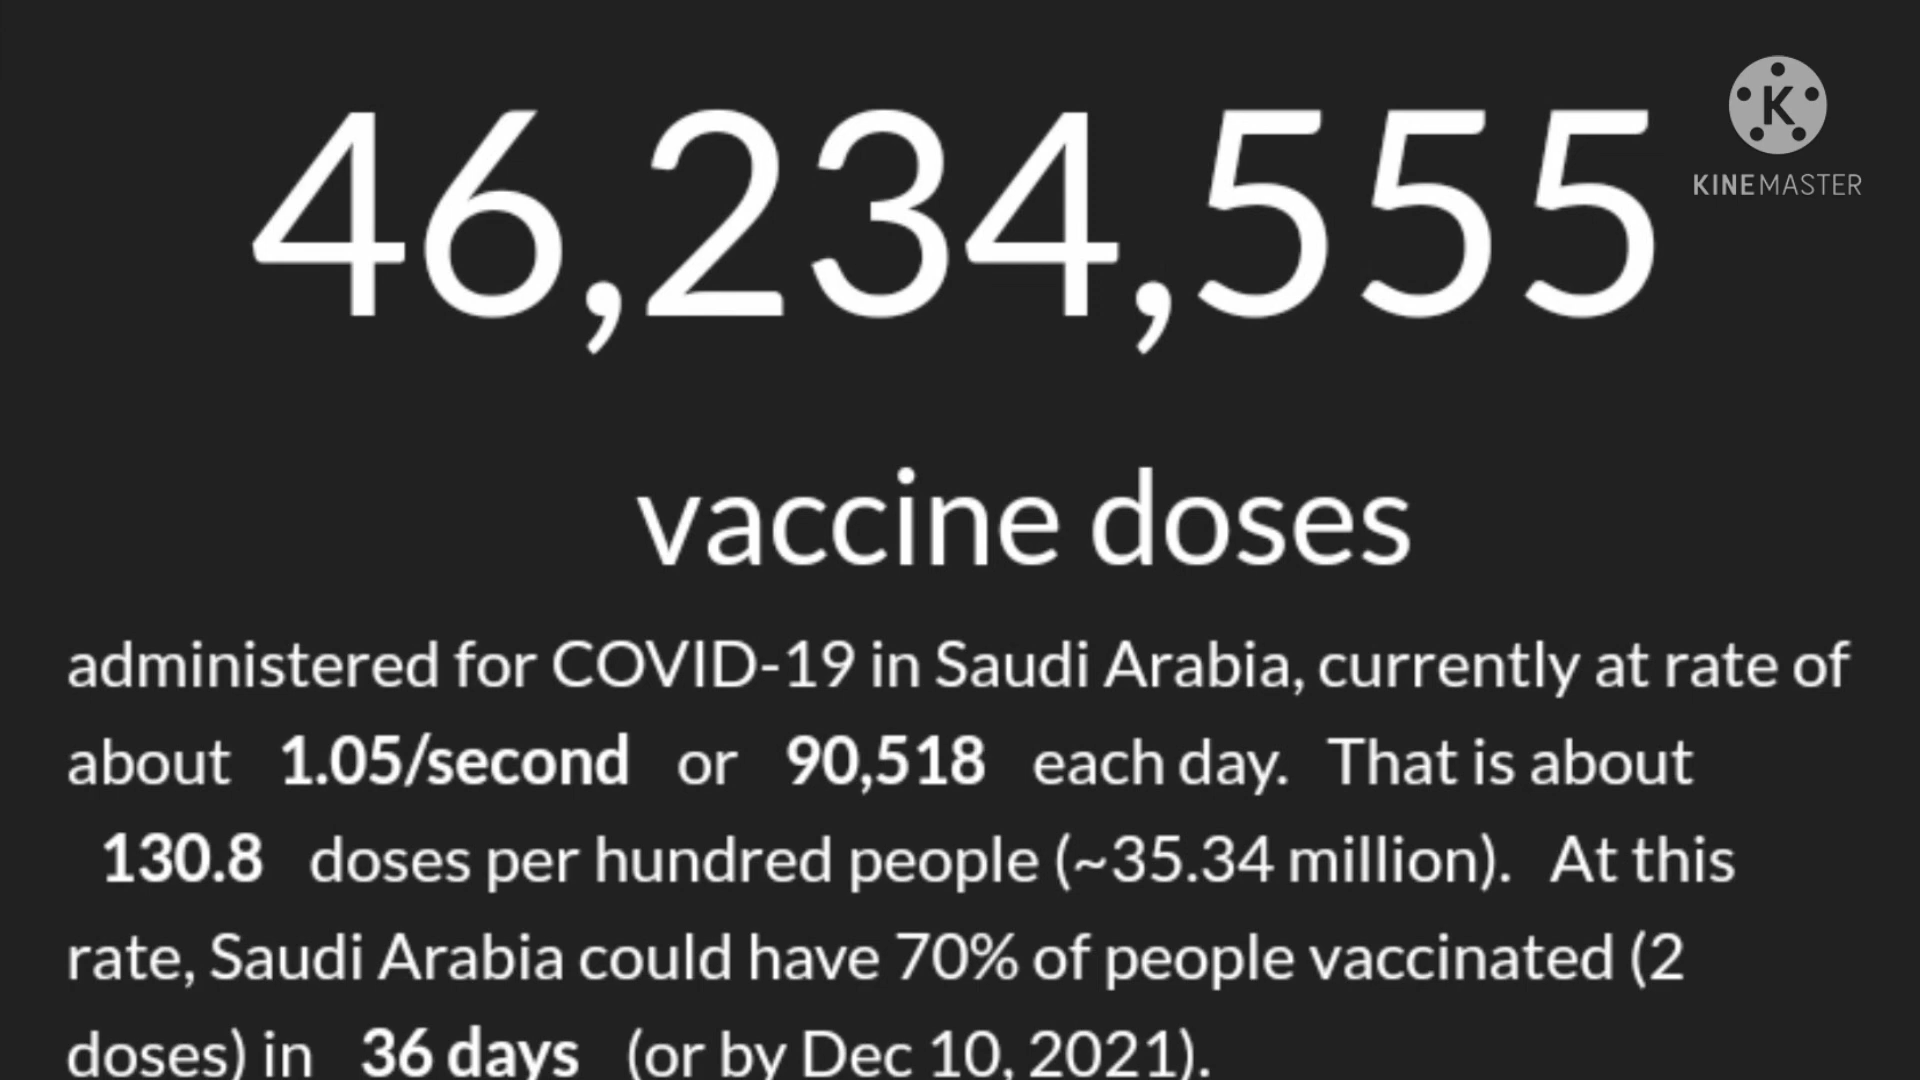 46,234,555
K
KINEMASTER
vaccine doses
administered for COVID-19 in Saudi Arabia, currently at rate of
about 1.05/second or 90,518 each day. That is about
130.8 doses per hundred people (~35.34 million). At this
rate, Saudi Arabia could have 70% of people vaccinated (2
doses) in 36 days (or by Dec 10, 2021).